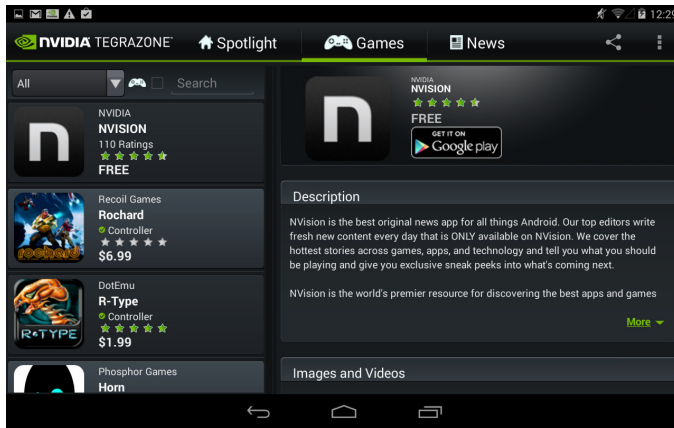 12:29
NVIDIA TEGRAZONE
Spotlight
Games
News
All
Search
NVIDIA
NVISION
110 Ratings
FREE
Recoil Games
Rochard
Controller
$6.99
rochard
DotEmu
R-Type
Controller
$1.99
R-TYPE
Phosphor Games
Horn
n
n
NVIDIA
NVISION
FREE
GET IT ON
Google play
Description
NVision is the best original news app for all things Android. Our top editors write
fresh new content every day that is ONLY available on NVision. We cover the
hottest stories across games, apps, and technology and tell you what you should
be playing and give you exclusive sneak peeks into what's coming next.
NVision is the world's premier resource for discovering the best apps and games
More
Images and Videos